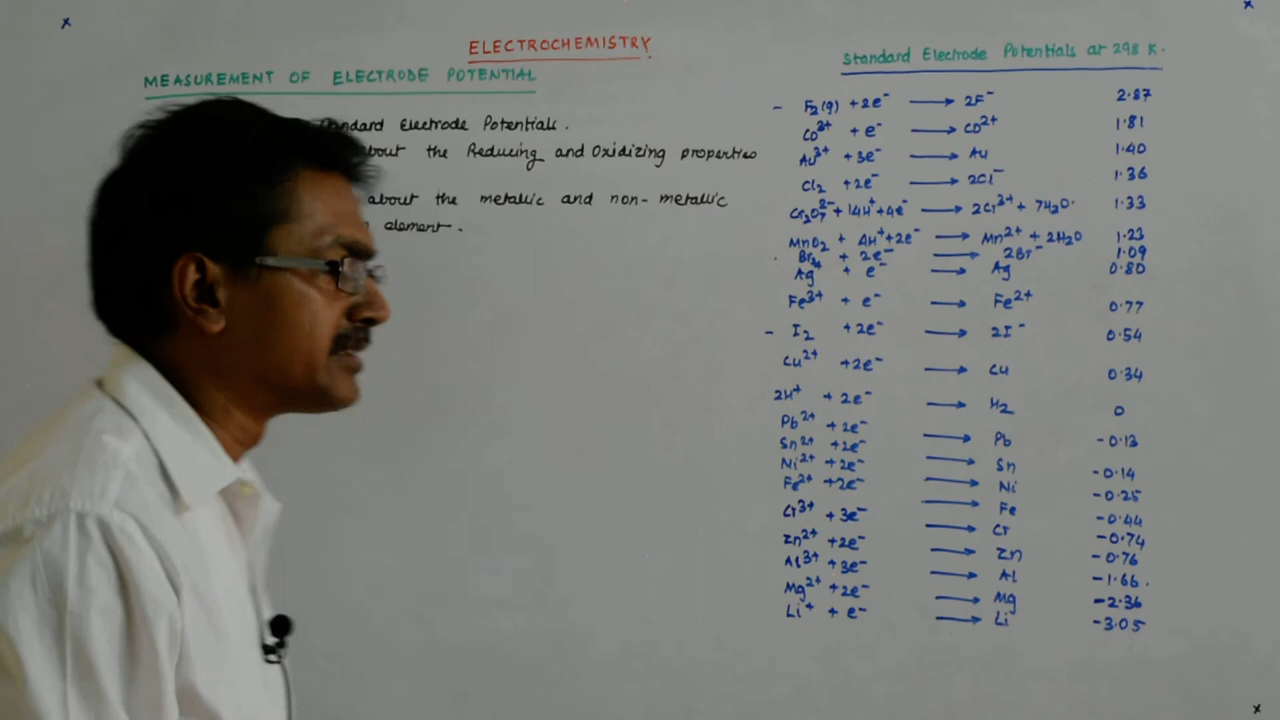 ELECTROCHEMISTRY
MEASUREMENT OF ELECTRODE POTENTIAL
Electrode Potentials.
the Reducing and Oxidizing properties
about the metallic and non-metallic
element.
Standard Electrode Potentials at 298 K.
- F₂(g) + 2e⁻ → 2F⁻ 2.87
Co³⁺ + e⁻ → Co²⁺ 1.81
Au³⁺ + 3e⁻ → Au 1.40
Cl₂ + 2e⁻ → 2Cl⁻ 1.36
Cr₂O₇²⁻ + 14H⁺ + 4e⁻ → 2Cr³⁺ + 7H₂O. 1.33
MnO₂ + 4H⁺ + 2e⁻ → Mn²⁺ + 2H₂O 1.23
Br₂ + 2e⁻ → 2Br⁻ 1.09
Ag⁺ + e⁻ → Ag 0.80
Fe³⁺ + e⁻ → Fe²⁺ 0.77
- I₂ + 2e⁻ → 2I⁻ 0.54
Cu²⁺ + 2e⁻ → Cu 0.34
2H⁺ + 2e⁻ → H₂ 0
Pb²⁺ + 2e⁻ → Pb -0.13
Sn²⁺ + 2e⁻ → Sn -0.14
Ni²⁺ + 2e⁻ → Ni -0.25
Fe²⁺ + 2e⁻ → Fe -0.44
Cr³⁺ + 3e⁻ → Cr -0.74
Zn²⁺ + 2e⁻ → Zn -0.76
Al³⁺ + 3e⁻ → Al -1.66.
Mg²⁺ + 2e⁻ → Mg -2.36
Li⁺ + e⁻ → Li -3.05